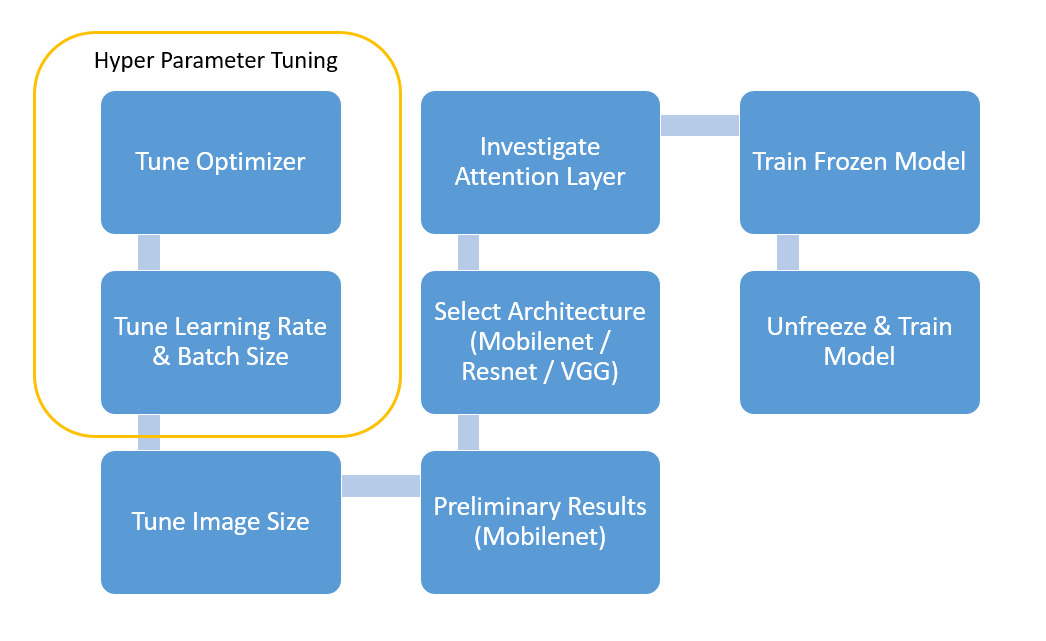 Hyper Parameter Tuning
Tune Optimizer
Tune Learning Rate
& Batch Size
Tune Image Size
Preliminary Results
(Mobilenet)
Select Architecture
(Mobilenet /
Resnet / VGG)
Investigate
Attention Layer
Train Frozen Model
Unfreeze & Train
Model